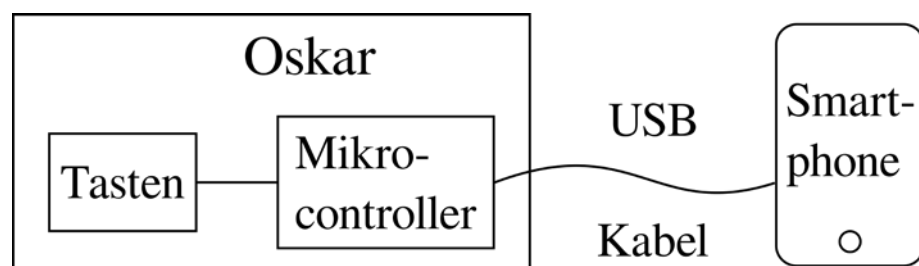 Oskar
Tasten
Mikro-
controller
USB
Kabel
Smart-
phone